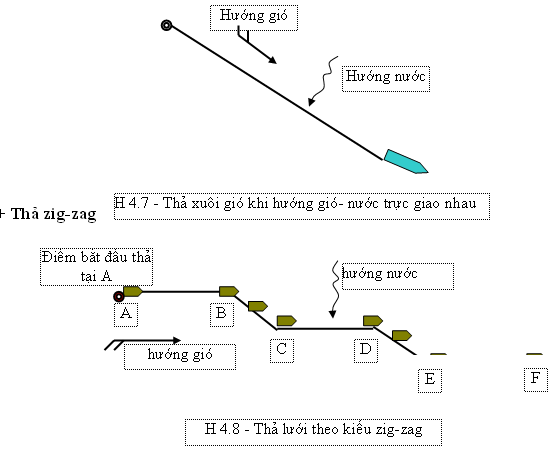 Hướng gió
Hướng nước
H 4.7 - Thả xuôi gió khi hướng gió- nước trực giao nhau
+ Thả zig-zag
Điểm bắt đầu thả
tại A
hướng nước
A
B
C
D
E
F
hướng gió
H 4.8 - Thả lưới theo kiểu zig-zag